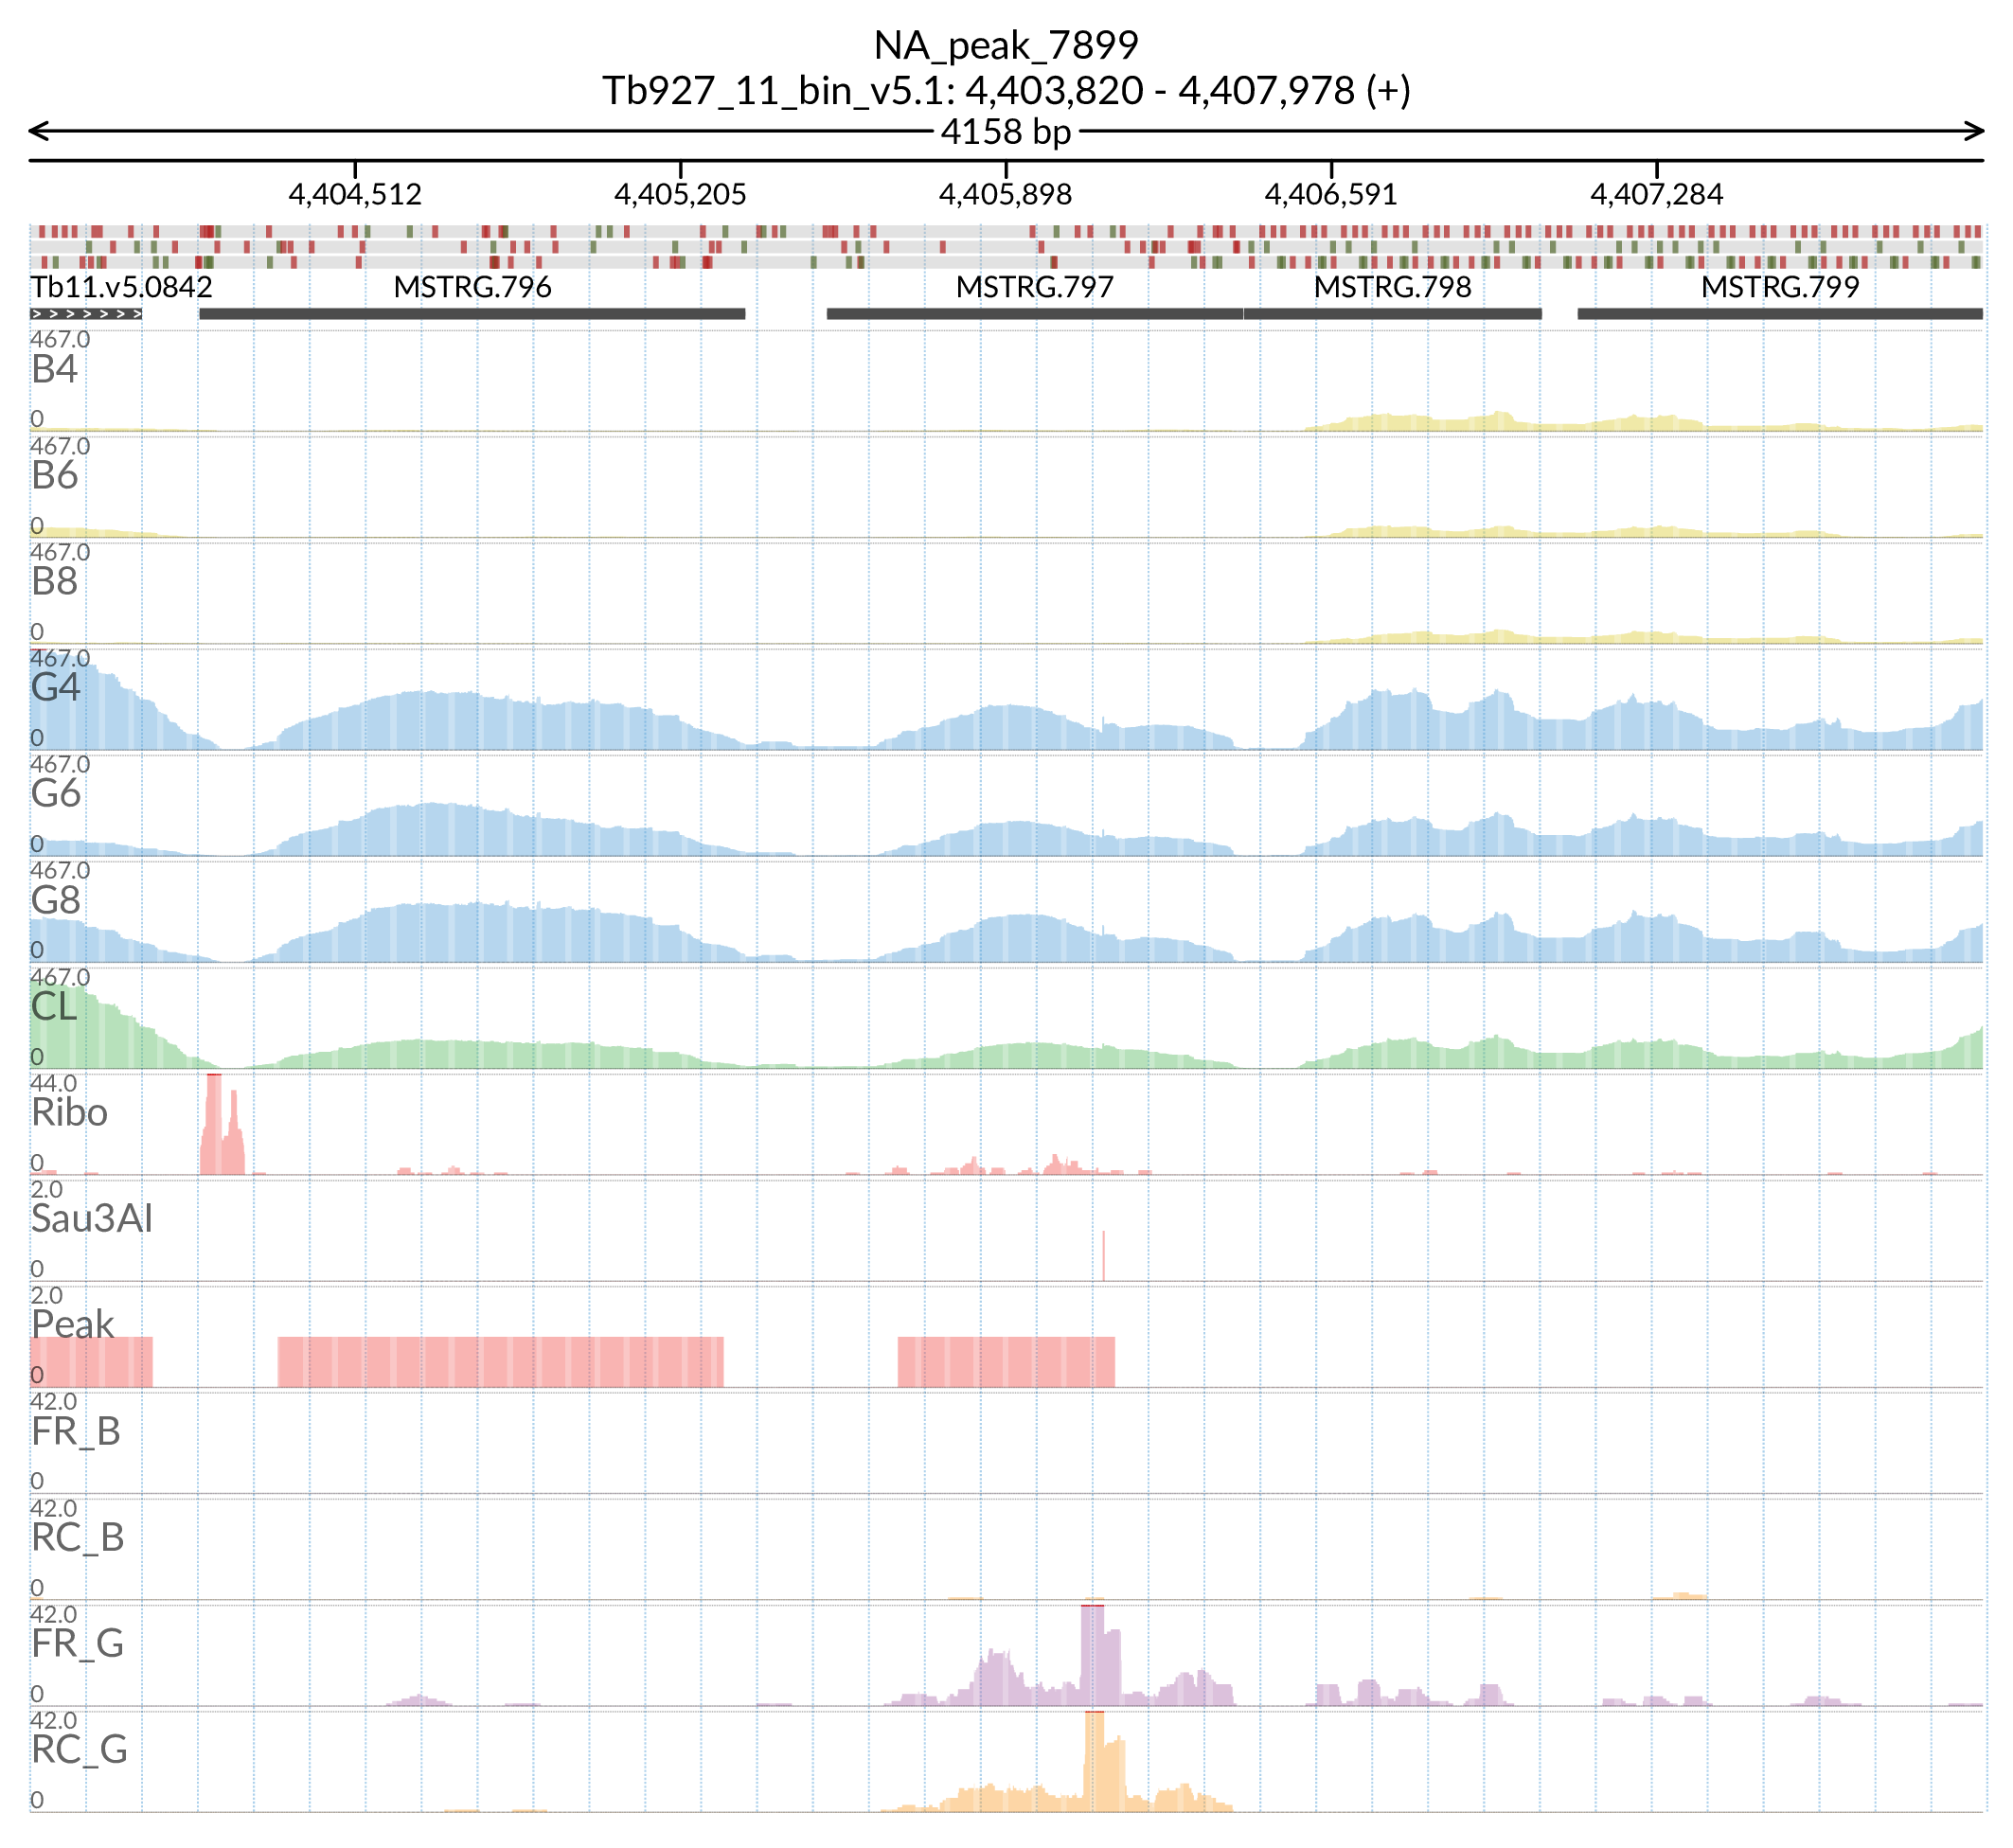 NA_peak_7899
Tb927_11_bin_v5.1: 4,403,820 - 4,407,978 (+)
4158 bp
4,404,512 4,405,205 4,405,898 4,406,591 4,407,284
Tb11.v5.0842 MSTRG.796 MSTRG.797 MSTRG.798 MSTRG.799
467.0
B4
0
467.0
B6
0
467.0
B8
0
467.0
G4
0
467.0
G6
0
467.0
G8
0
467.0
CL
0
44.0
Ribo
0
2.0
Sau3AI
0
2.0
Peak
0
42.0
FR_B
0
42.0
RC_B
0
42.0
FR_G
0
42.0
RC_G
0